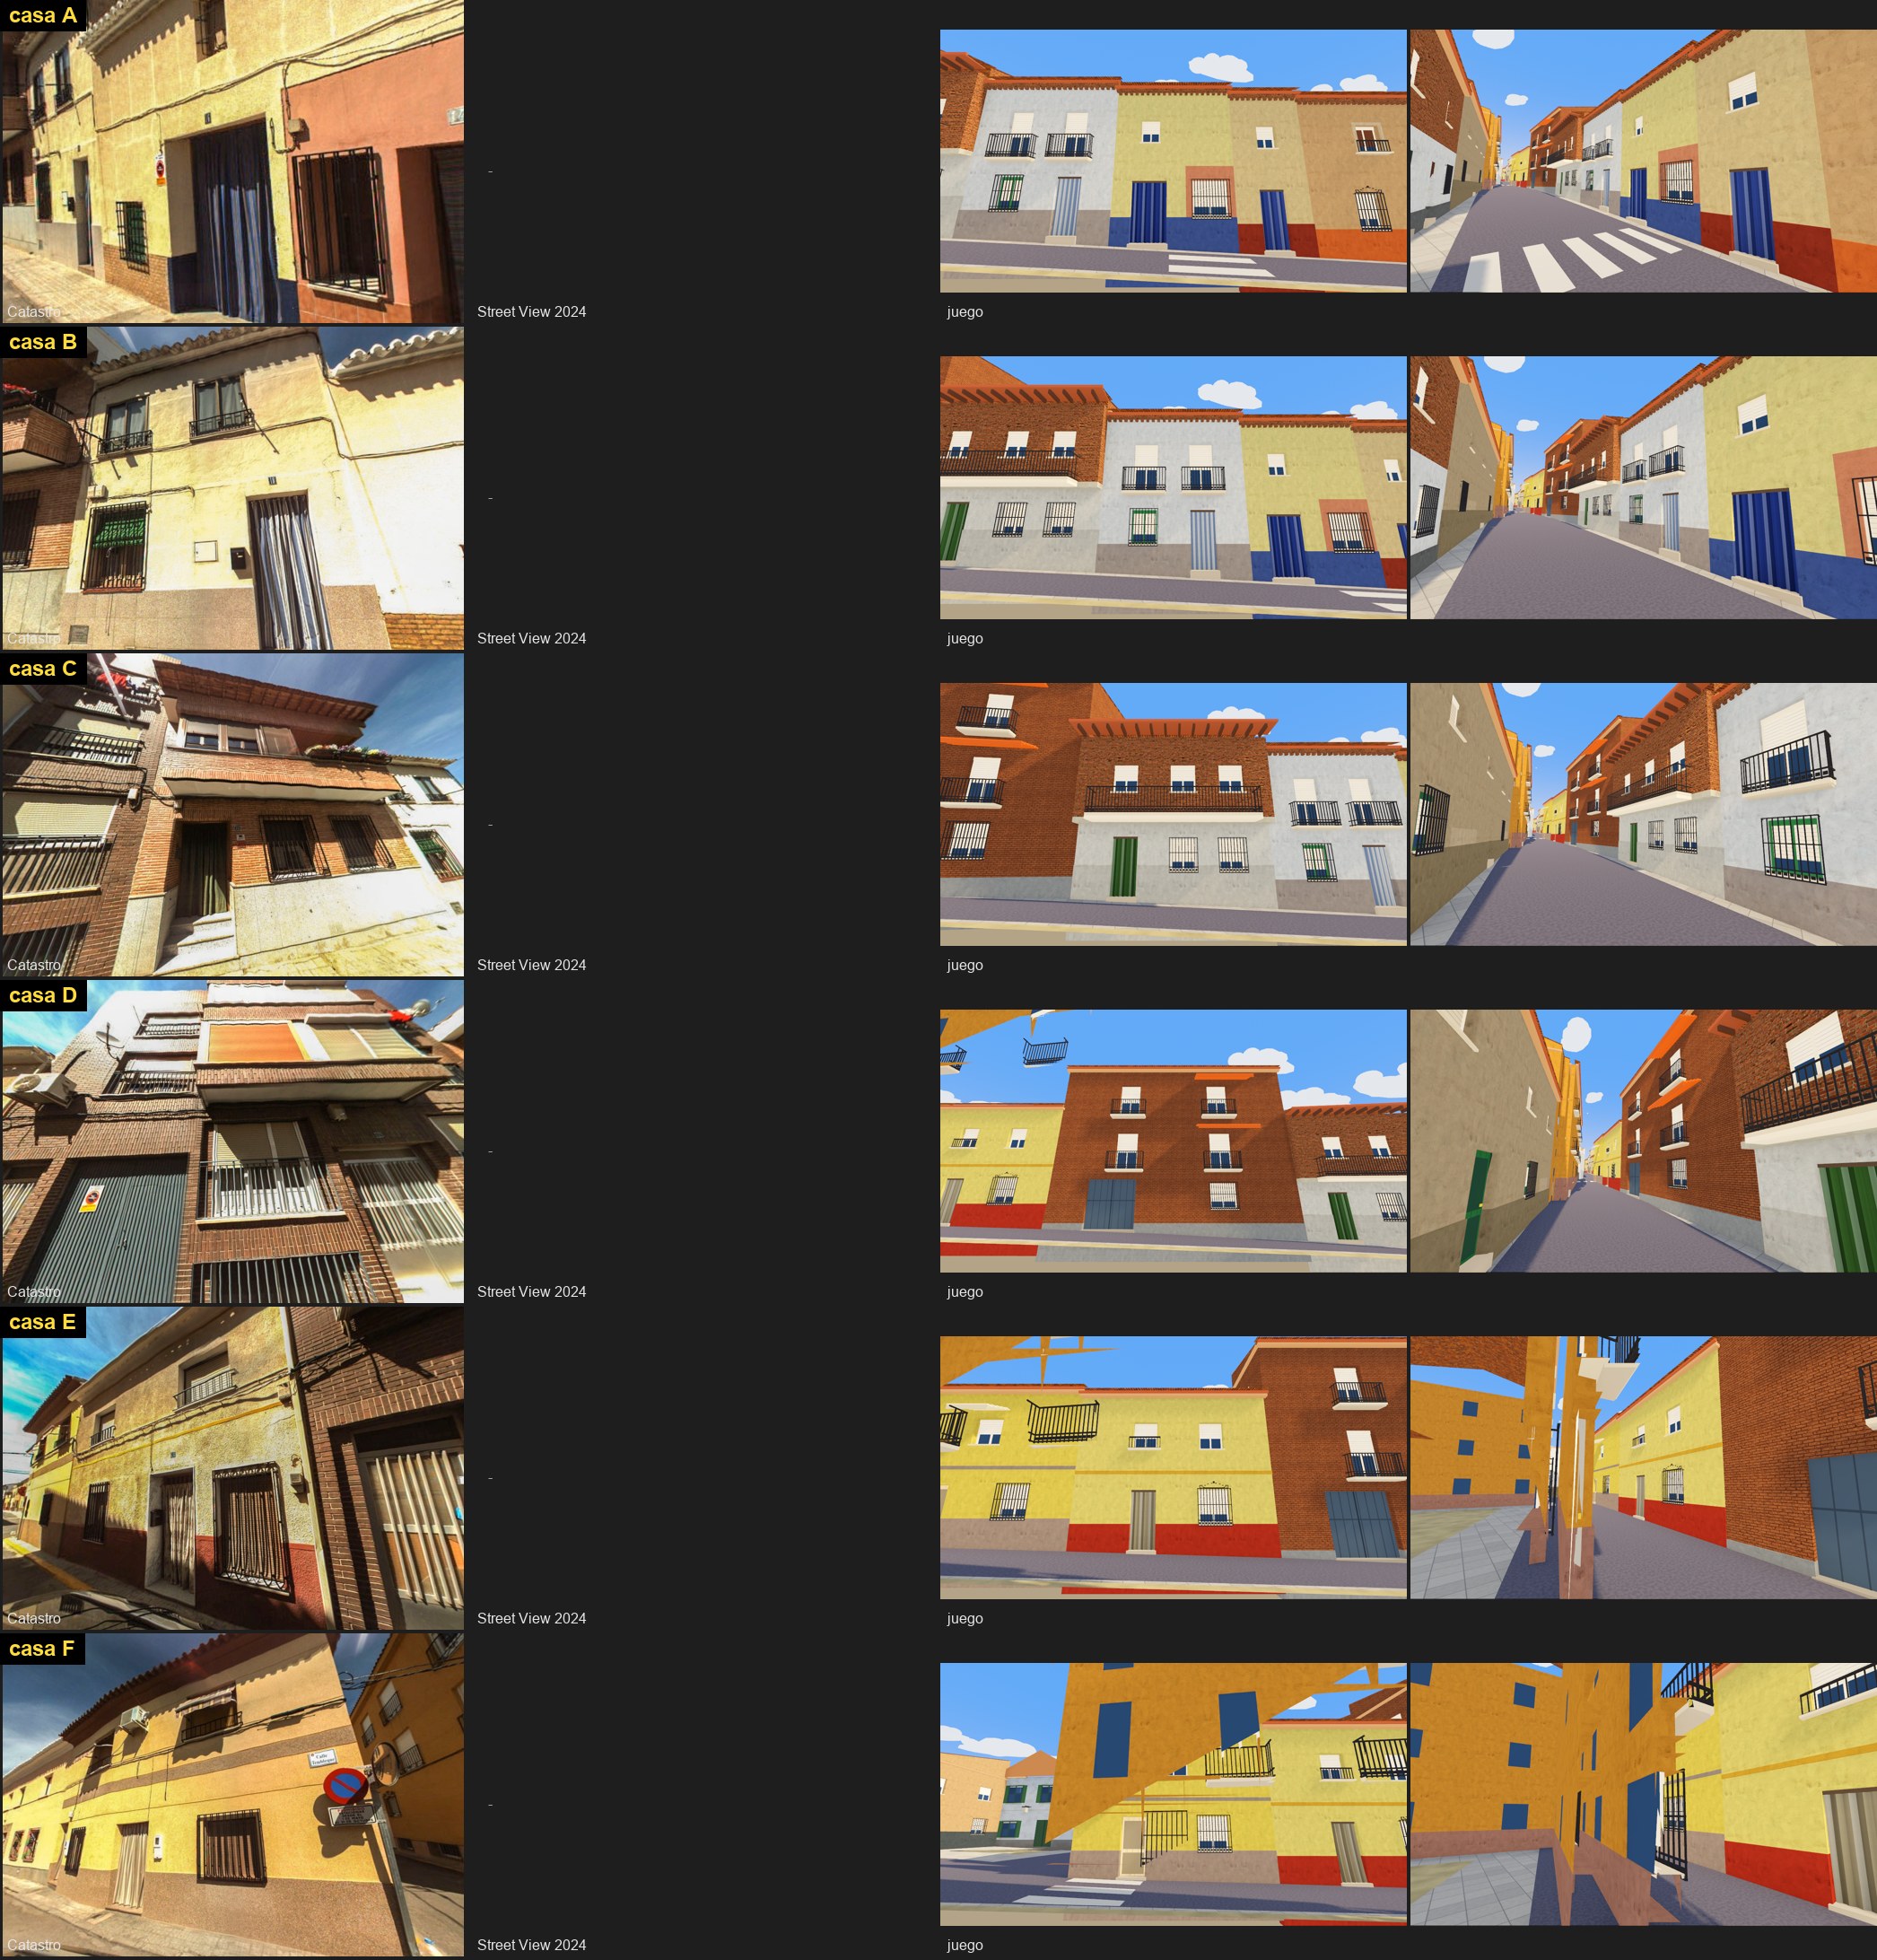 casa A
Catastro
-
Street View 2024
juego
casa B
Catastro
-
Street View 2024
juego
casa C
Catastro
-
Street View 2024
juego
casa D
Catastro
-
Street View 2024
juego
casa E
Catastro
-
Street View 2024
juego
casa F
Calle
Catastro
-
Street View 2024
juego